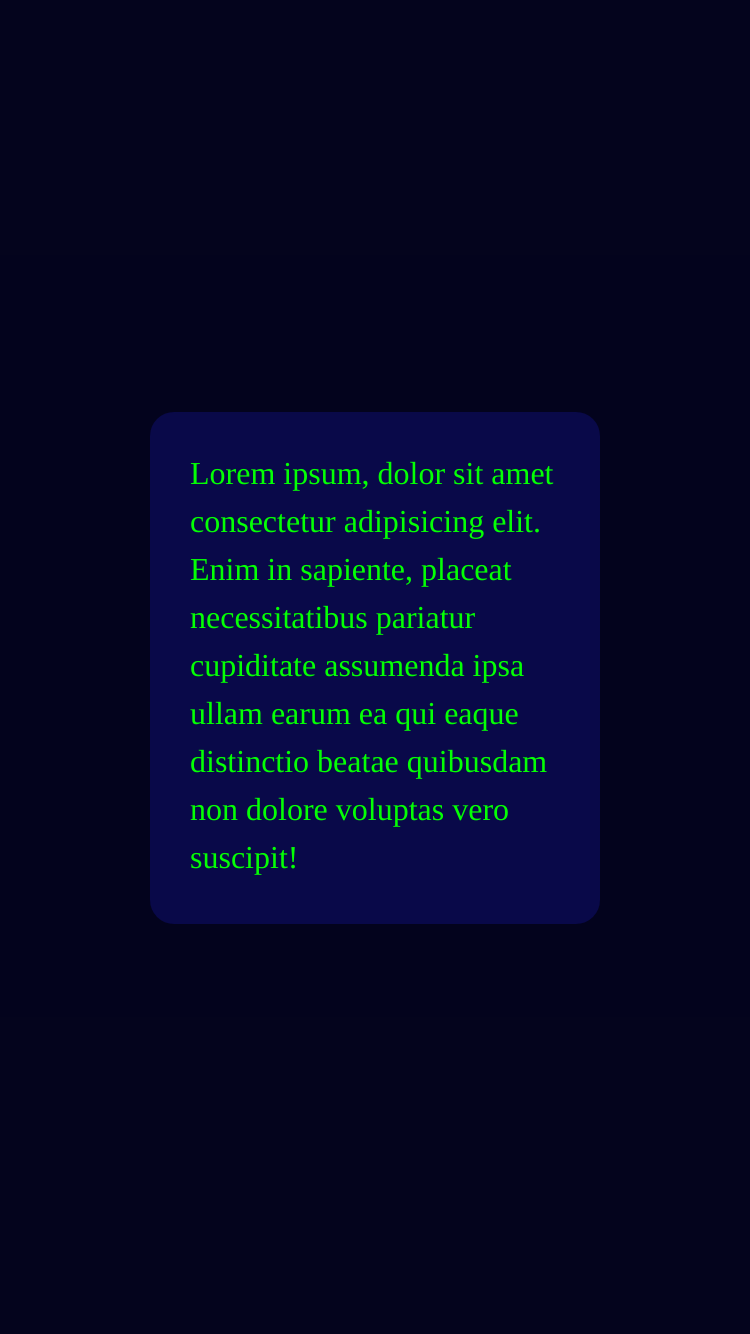 Lorem ipsum, dolor sit amet
consectetur adipisicing elit.
Enim in sapiente, placeat
necessitatibus pariatur
cupiditate assumenda ipsa
ullam earum ea qui eaque
distinctio beatae quibusdam
non dolore voluptas vero
suscipit!